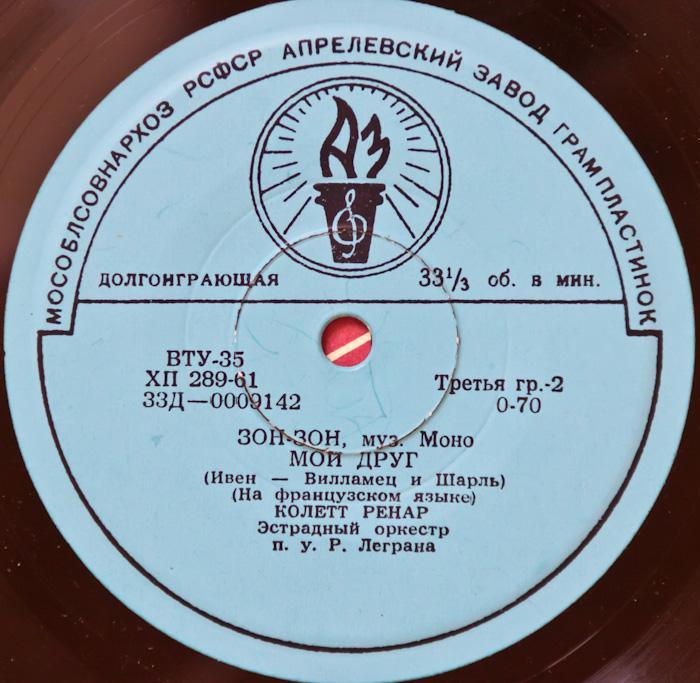 МОСОБЛСОВНАРХОЗ РСФСР АПРЕЛЕВСКИЙ ЗАВОД ГРАМПЛАСТИНОК
АЗ
ДОЛГОИГРАЮЩАЯ 33⅓ об. в мин.
ВТУ-35
ХП 289-61 Третья гр.-2
33Д—0009142 0-70
ЗОН-ЗОН, муз. Моно
МОЙ ДРУГ
(Ивен — Вилламец и Шарль)
(На французском языке)
КОЛЕТТ РЕНАР
Эстрадный оркестр
п. у. Р. Леграна